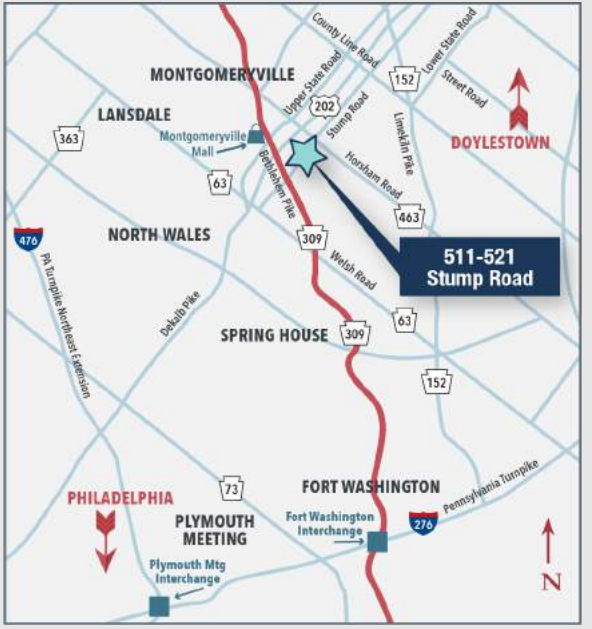 County Line Road
Lower State Road
MONTGOMERYVILLE
Upper State Road
152
Street Road
202
Stump Road
LANSDALE
Limekiln Pike
DOYLESTOWN
363
Montgomeryville
Mall
Bethlehem Pike
Horsham Road
63
463
NORTH WALES
309
476
Welsh Road
511-521
Stump Road
PA Turnpike Northeast Extension
Dekalb Pike
SPRING HOUSE
309
63
152
73
FORT WASHINGTON
Pennsylvania Turnpike
PHILADELPHIA
PLYMOUTH
MEETING
Fort Washington
Interchange
276
Plymouth Mtg
Interchange
N